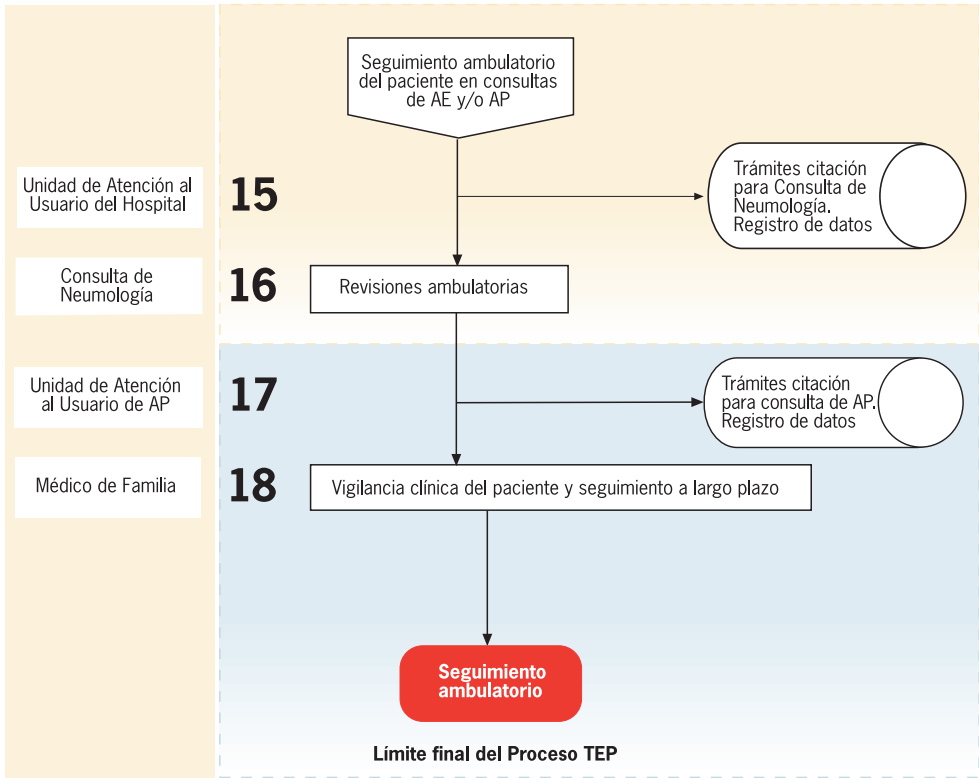 Seguimiento ambulatorio
del paciente en consultas
de AE y/o AP
Unidad de Atención al
Usuario del Hospital
15
Trámites citación
para Consulta de
Neumología.
Registro de datos
Consulta de
Neumología
16
Revisiones ambulatorias
Unidad de Atención
al Usuario de AP
17
Trámites citación
para consulta de AP.
Registro de datos
Médico de Familia
18
Vigilancia clínica del paciente y seguimiento a largo plazo
Seguimiento
ambulatorio
Límite final del Proceso TEP